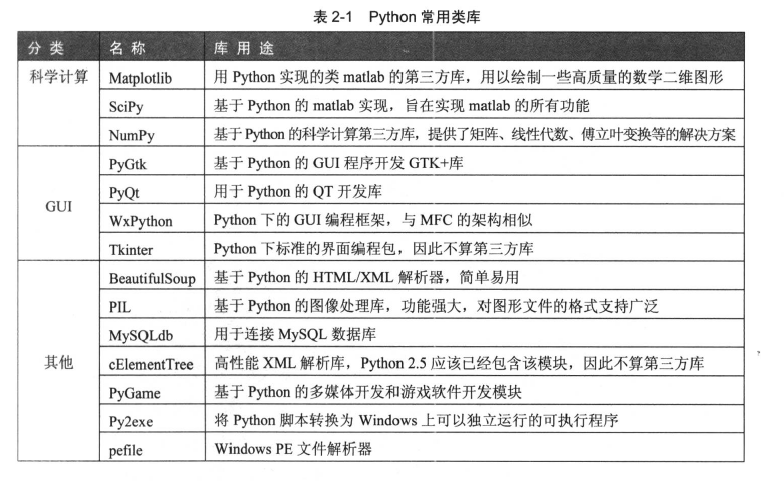 表 2-1 Python 常用类库
分 类 名 称 库 用 途
科学计算 Matplotlib 用 Python 实现的类 matlab 的第三方库，用以绘制一些高质量的数学二维图形
SciPy 基于 Python 的 matlab 实现，旨在实现 matlab 的所有功能
NumPy 基于 Python 的科学计算第三方库，提供了矩阵、线性代数、傅立叶变换等的解决方案
GUI PyGtk 基于 Python 的 GUI 程序开发 GTK+库
PyQt 用于 Python 的 QT 开发库
WxPython Python 下的 GUI 编程框架，与 MFC 的架构相似
Tkinter Python 下标准的界面编程包，因此不算第三方库
其他 BeautifulSoup 基于 Python 的 HTML/XML 解析器，简单易用
PIL 基于 Python 的图像处理库，功能强大，对图形文件的格式支持广泛
MySQLdb 用于连接 MySQL 数据库
cElementTree 高性能 XML 解析库，Python 2.5 应该已经包含该模块，因此不算第三方库
PyGame 基于 Python 的多媒体开发和游戏软件开发模块
Py2exe 将 Python 脚本转换为 Windows 上可以独立运行的可执行程序
pefile Windows PE 文件解析器